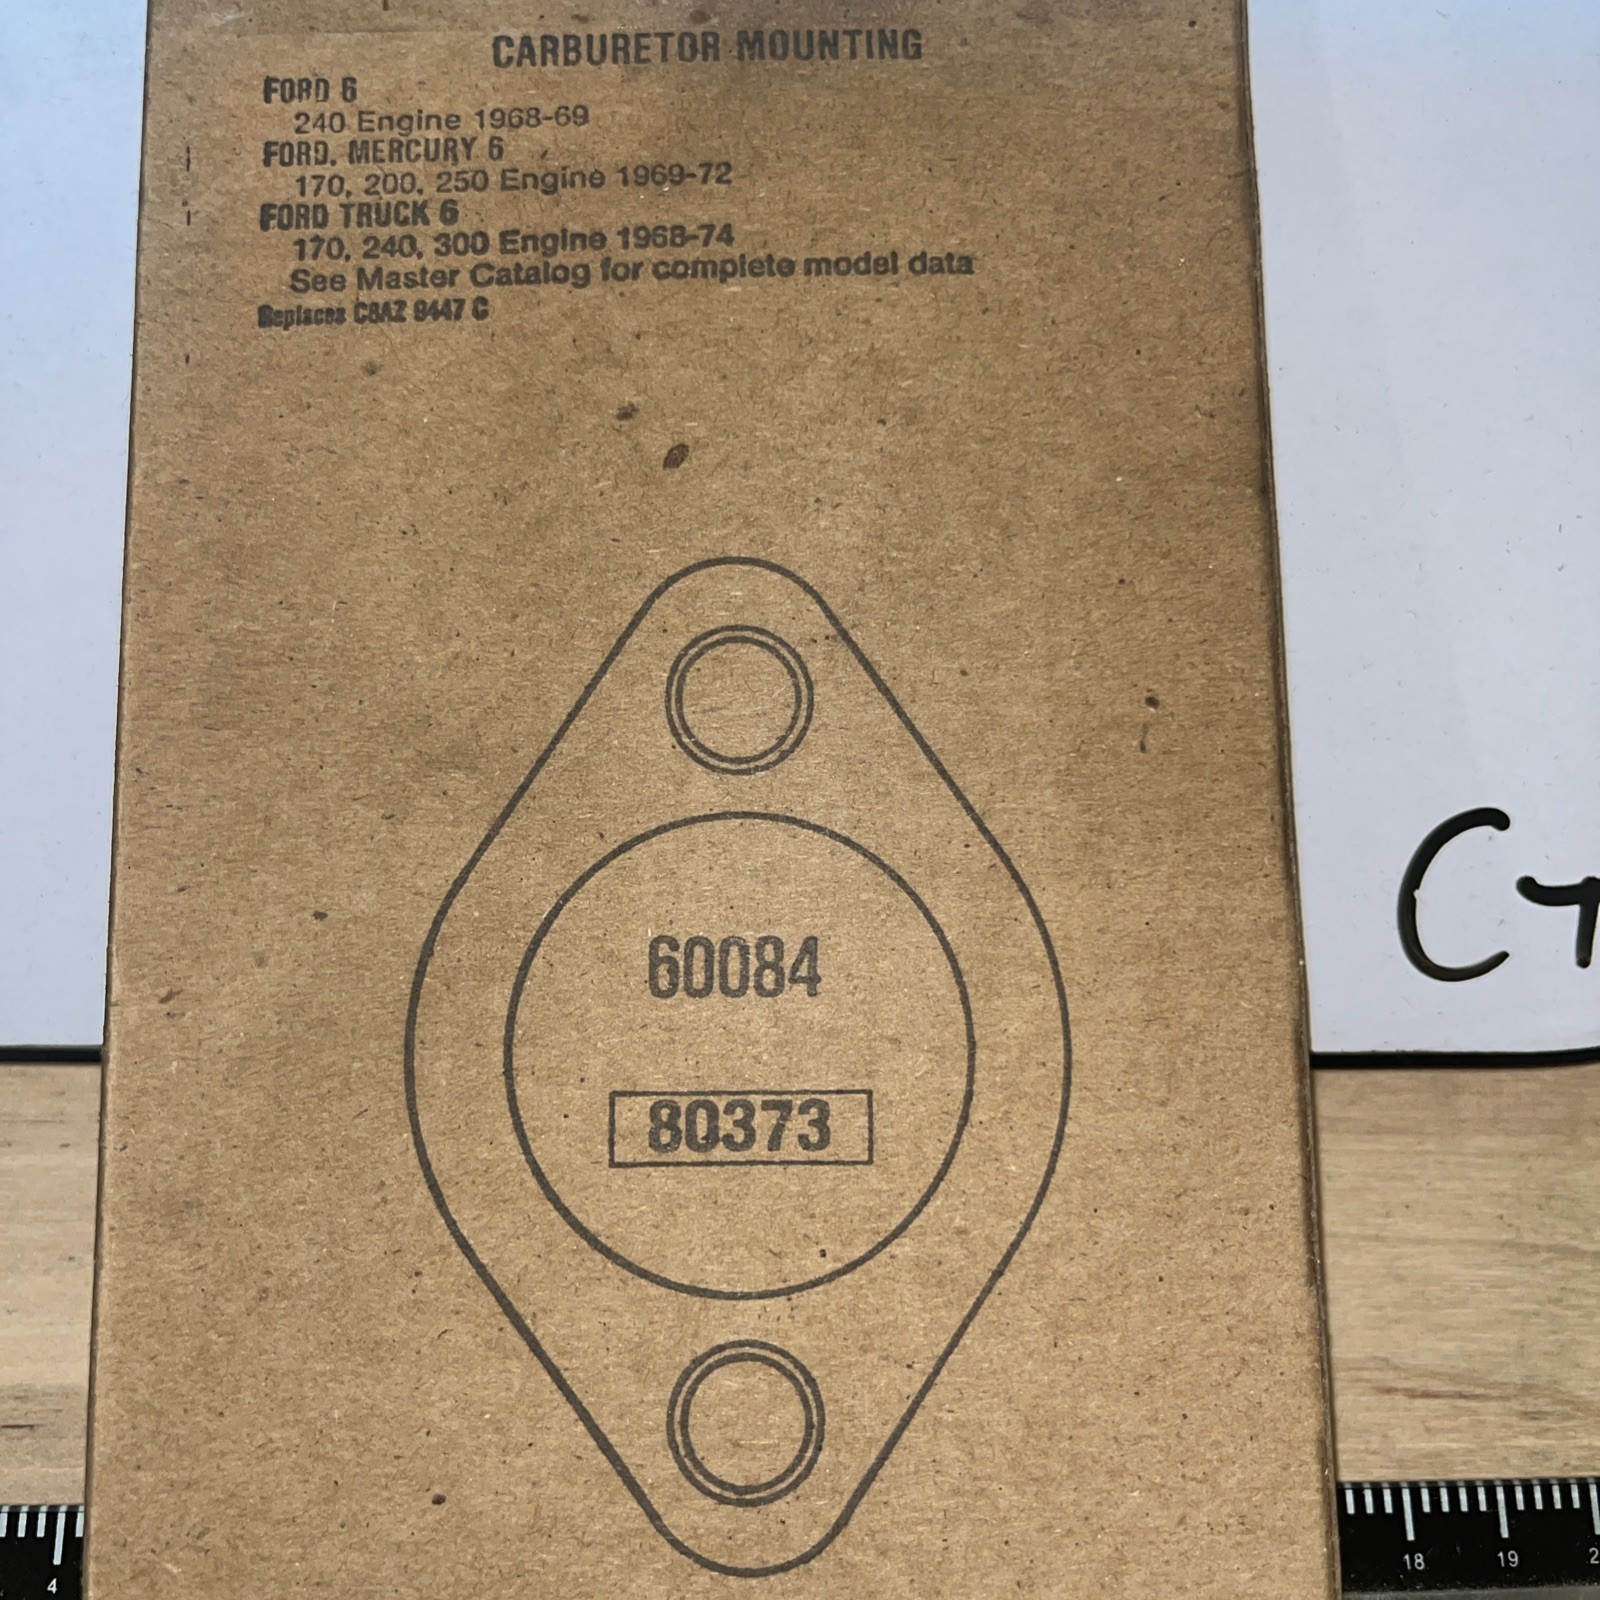 CARBURETOR MOUNTING
FORD 6
240 Engine 1968-69
FORD, MERCURY 6
170, 200, 250 Engine 1969-72
FORD TRUCK 6
170, 240, 300 Engine 1968-74
See Master Catalog for complete model data
Replaces C8AZ 9447 C
60084
80373
4
18 19